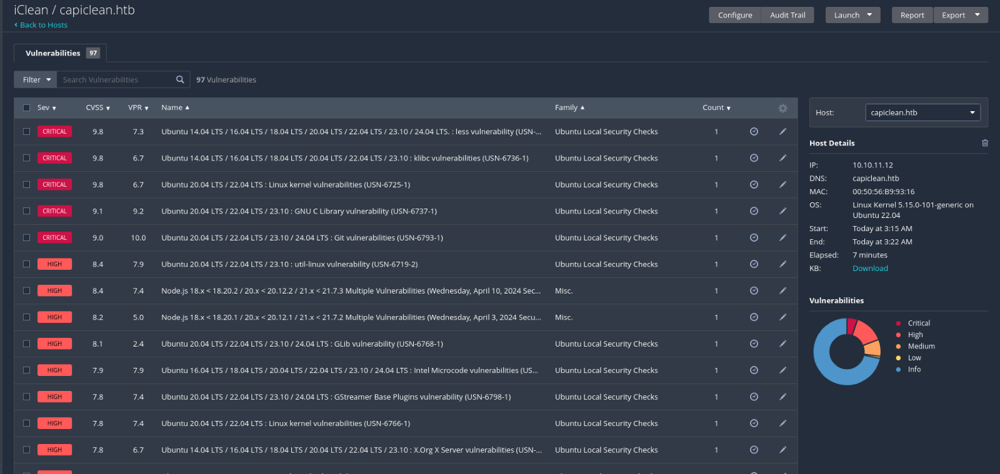 iClean / capiclean.htb
Back to Hosts
Configure Audit Trail Launch Report Export
Vulnerabilities 97
Filter Search Vulnerabilities 97 Vulnerabilities
Sev CVSS VPR Name Family Count
CRITICAL 9.8 7.3 Ubuntu 14.04 LTS / 16.04 LTS / 18.04 LTS / 20.04 LTS / 22.04 LTS / 23.10 / 24.04 LTS. : less vulnerability (USN-... Ubuntu Local Security Checks 1
CRITICAL 9.8 6.7 Ubuntu 14.04 LTS / 16.04 LTS / 18.04 LTS / 20.04 LTS / 22.04 LTS / 23.10 : klibc vulnerabilities (USN-6736-1) Ubuntu Local Security Checks 1
CRITICAL 9.8 6.7 Ubuntu 20.04 LTS / 22.04 LTS : Linux kernel vulnerabilities (USN-6725-1) Ubuntu Local Security Checks 1
CRITICAL 9.1 9.2 Ubuntu 20.04 LTS / 22.04 LTS / 23.10 : GNU C Library vulnerability (USN-6737-1) Ubuntu Local Security Checks 1
CRITICAL 9.0 10.0 Ubuntu 20.04 LTS / 22.04 LTS / 23.10 / 24.04 LTS : Git vulnerabilities (USN-6793-1) Ubuntu Local Security Checks 1
HIGH 8.4 7.9 Ubuntu 20.04 LTS / 22.04 LTS / 23.10 : util-linux vulnerability (USN-6719-2) Ubuntu Local Security Checks 1
HIGH 8.4 7.4 Node.js 18.x < 18.20.2 / 20.x < 20.12.2 / 21.x < 21.7.3 Multiple Vulnerabilities (Wednesday, April 10, 2024 Sec... Misc. 1
HIGH 8.2 5.0 Node.js 18.x < 18.20.1 / 20.x < 20.12.1 / 21.x < 21.7.2 Multiple Vulnerabilities (Wednesday, April 3, 2024 Secu... Misc. 1
HIGH 8.1 2.4 Ubuntu 20.04 LTS / 22.04 LTS / 23.10 / 24.04 LTS : GLib vulnerability (USN-6768-1) Ubuntu Local Security Checks 1
HIGH 7.9 7.9 Ubuntu 16.04 LTS / 18.04 LTS / 20.04 LTS / 22.04 LTS / 23.10 / 24.04 LTS : Intel Microcode vulnerabilities (US... Ubuntu Local Security Checks 1
HIGH 7.8 7.4 Ubuntu 20.04 LTS / 22.04 LTS / 23.10 / 24.04 LTS : GStreamer Base Plugins vulnerability (USN-6798-1) Ubuntu Local Security Checks 1
HIGH 7.8 7.4 Ubuntu 20.04 LTS / 22.04 LTS : Linux kernel vulnerabilities (USN-6766-1) Ubuntu Local Security Checks 1
HIGH 7.8 6.7 Ubuntu 14.04 LTS / 16.04 LTS / 18.04 LTS / 20.04 LTS / 22.04 LTS / 23.10 : X.Org X Server vulnerabilities (USN-... Ubuntu Local Security Checks 1
Host: capiclean.htb
Host Details
IP: 10.10.11.12
DNS: capiclean.htb
MAC: 00:50:56:B9:93:16
OS: Linux Kernel 5.15.0-101-generic on
Ubuntu 22.04
Start: Today at 3:15 AM
End: Today at 3:22 AM
Elapsed: 7 minutes
KB: Download
Vulnerabilities
Critical
High
Medium
Low
Info